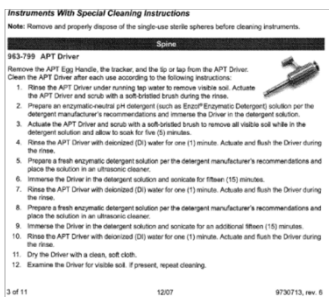 Instruments With Special Cleaning Instructions
Note: Remove and properly dispose of the single-use sterile spheres before cleaning instruments.
Spine
963-799 APT Driver
Remove the APT Egg Handle, the tracker, and the tip or tap from the APT Driver.
Clean the APT Driver after each use according to the following instructions:
1. Rinse the APT Driver under running tap water to remove visible soil. Actuate
the APT Driver and scrub with a soft-bristled brush during the rinse.
2. Prepare an enzymatic-neutral pH detergent (such as Enzol® Enzymatic Detergent) solution per the
detergent manufacturer's recommendations and immerse the Driver in the detergent solution.
3. Actuate the APT Driver and scrub with a soft-bristled brush to remove all visible soil while in the
detergent solution and allow to soak for five (5) minutes.
4. Rinse the APT Driver with deionized (DI) water for one (1) minute. Actuate and flush the Driver during
the rinse.
5. Prepare a fresh enzymatic detergent solution per the detergent manufacturer's recommendations and
place the solution in an ultrasonic cleaner.
6. Immerse the Driver in the detergent solution and sonicate for fifteen (15) minutes.
7. Rinse the APT Driver with deionized (DI) water for one (1) minute. Actuate and flush the Driver during
the rinse.
8. Prepare a fresh enzymatic detergent solution per the detergent manufacturer's recommendations and
place the solution in an ultrasonic cleaner.
9. Immerse the Driver in the detergent solution and sonicate for an additional fifteen (15) minutes.
10. Rinse the APT Driver with deionized (DI) water for one (1) minute. Actuate and flush the Driver during
the rinse.
11. Dry the Driver with a clean, soft cloth.
12. Examine the Driver for visible soil. If present, repeat cleaning.
3 of 11 12/07 9730713, rev. 6